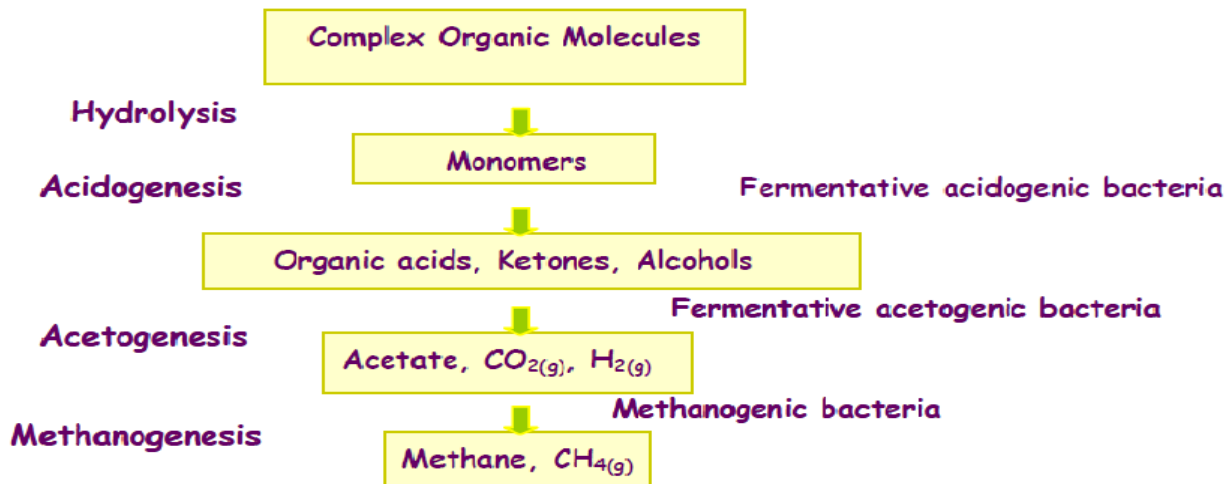 Complex Organic Molecules
Hydrolysis
Monomers
Acidogenesis
Fermentative acidogenic bacteria
Organic acids, Ketones, Alcohols
Fermentative acetogenic bacteria
Acetogenesis
Acetate, CO₂₍g₎, H₂₍g₎
Methanogenic bacteria
Methanogenesis
Methane, CH₄₍g₎